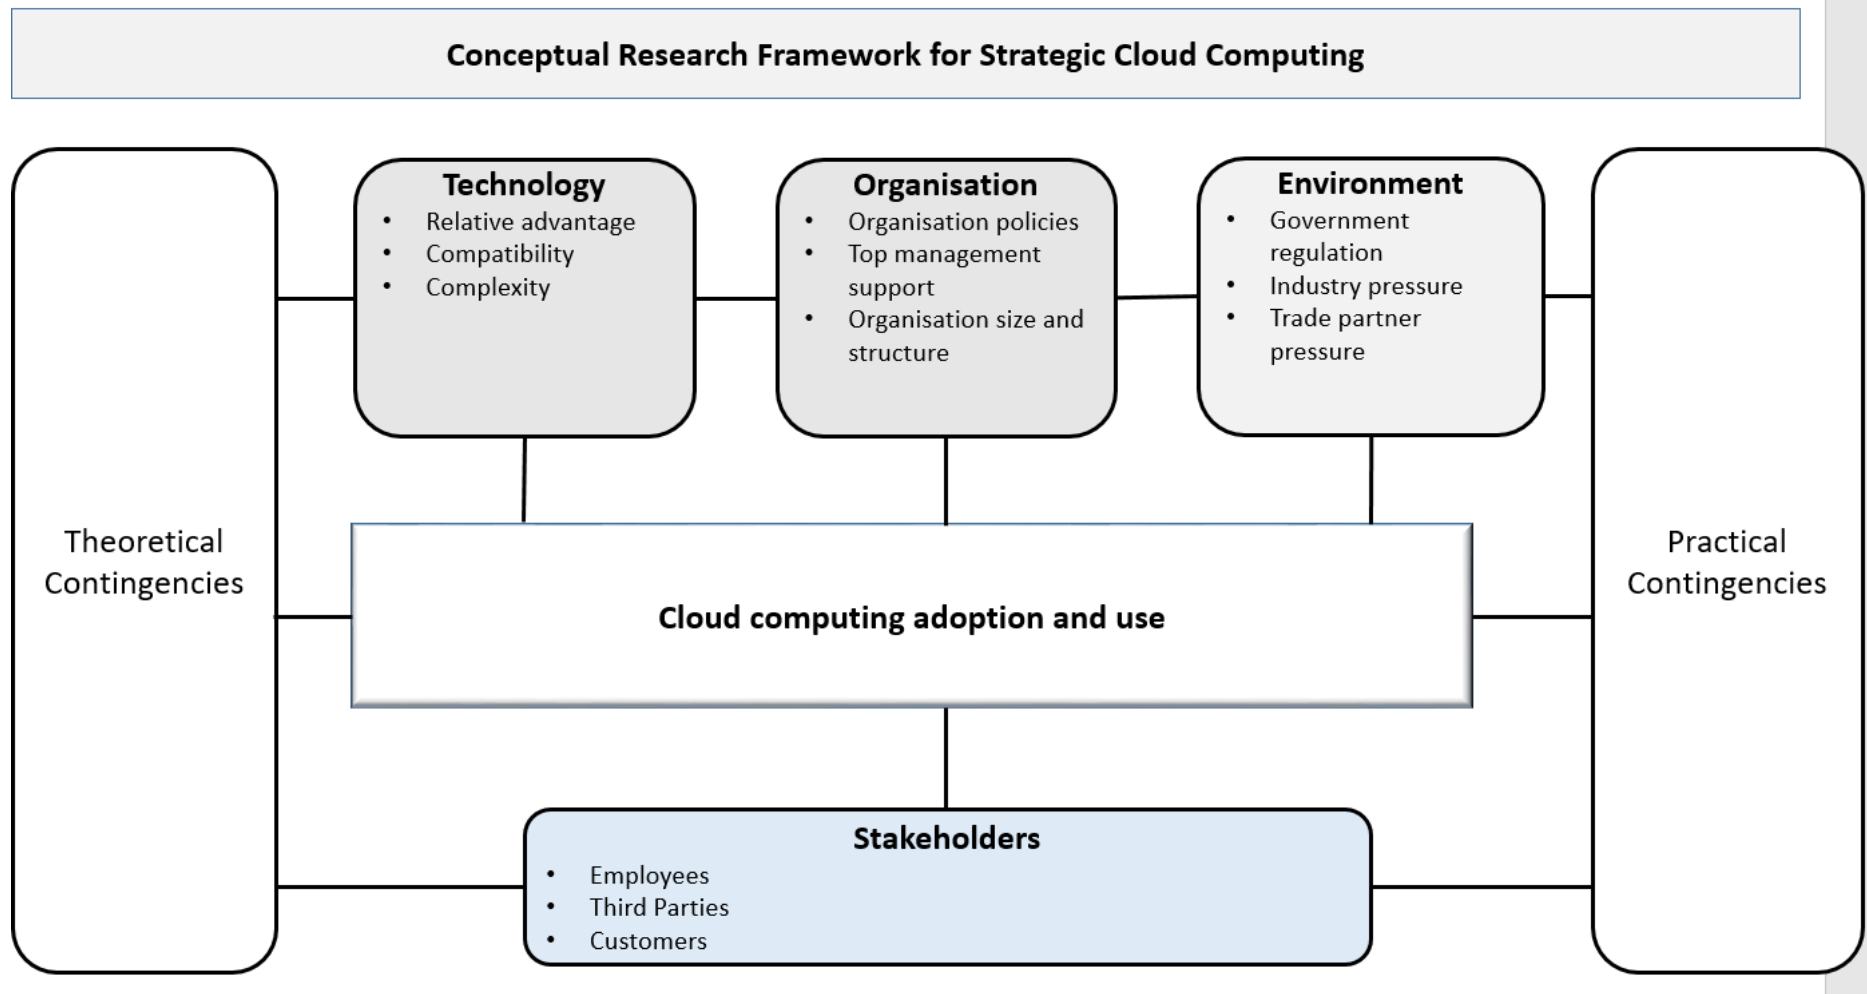 Conceptual Research Framework for Strategic Cloud Computing
Theoretical
Contingencies
Technology
• Relative advantage
• Compatibility
• Complexity
Organisation
• Organisation policies
• Top management
support
• Organisation size and
structure
Environment
• Government
regulation
• Industry pressure
• Trade partner
pressure
Practical
Contingencies
Cloud computing adoption and use
Stakeholders
• Employees
• Third Parties
• Customers